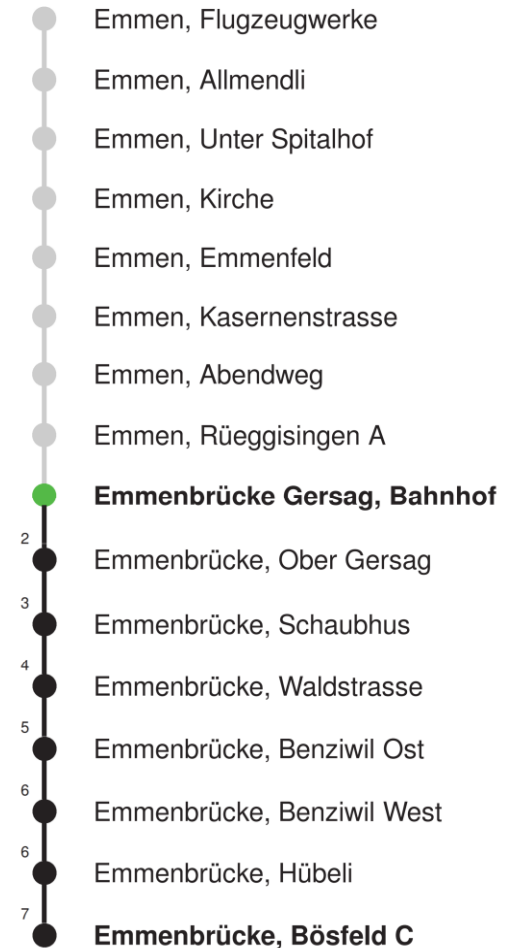 Emmen, Flugzeugwerke
Emmen, Allmendli
Emmen, Unter Spitalhof
Emmen, Kirche
Emmen, Emmenfeld
Emmen, Kasernenstrasse
Emmen, Abendweg
Emmen, Rüeggisingen A
Emmenbrücke Gersag, Bahnhof
2 Emmenbrücke, Ober Gersag
3 Emmenbrücke, Schaubhus
4 Emmenbrücke, Waldstrasse
5 Emmenbrücke, Benziwil Ost
6 Emmenbrücke, Benziwil West
6 Emmenbrücke, Hübeli
7 Emmenbrücke, Bösfeld C